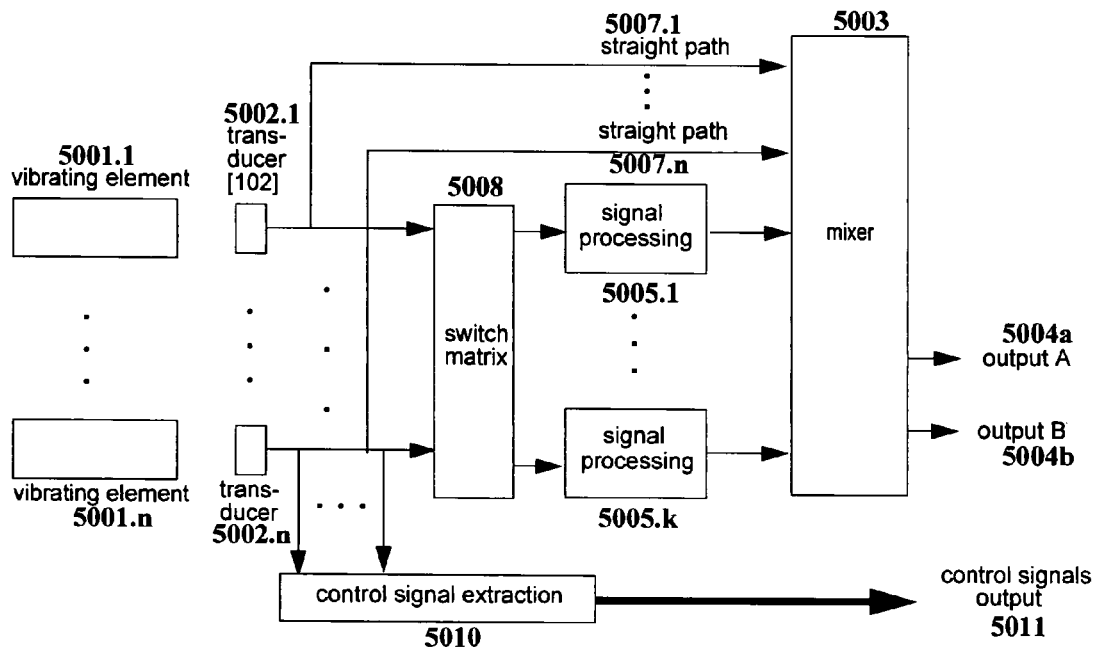 5007.1
straight path
5003
5002.1
trans-
ducer
[102]
straight path
5007.n
5001.1
vibrating element
5008
signal
processing
5005.1
mixer
switch
matrix
5004a
output A
output B
5004b
signal
processing
5005.k
vibrating element
5001.n
trans-
ducer
5002.n
control signal extraction
5010
control signals
output
5011